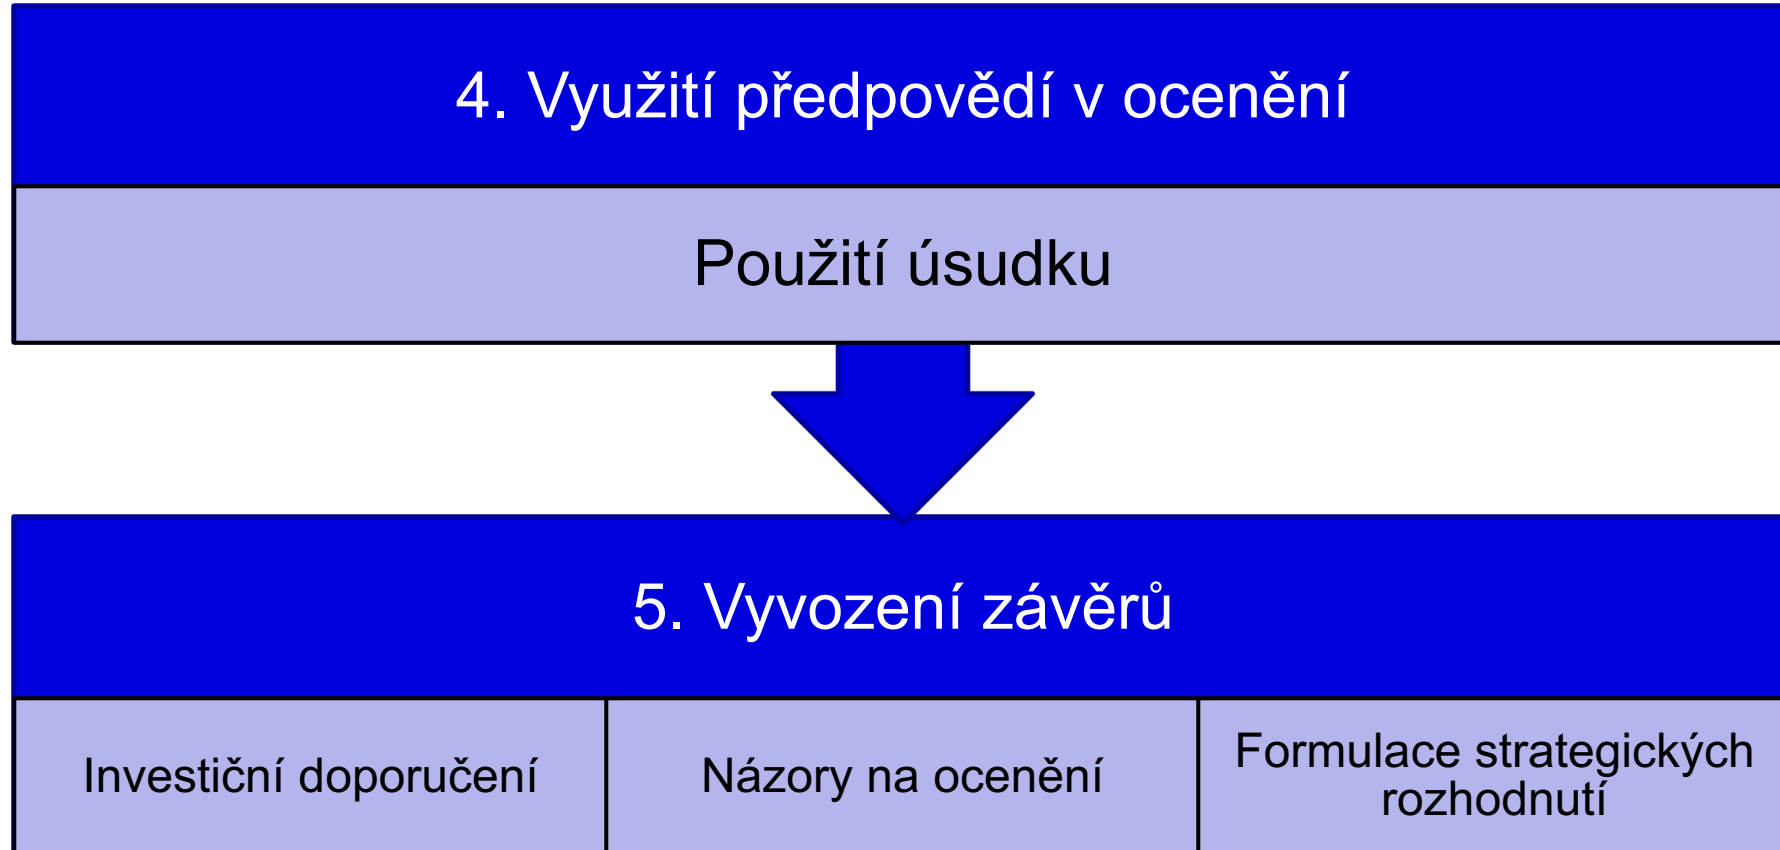 4. Využití předpovědí v ocenění
Použití úsudku
5. Vyvození závěrů
Investiční doporučení
Názory na ocenění
Formulace strategických
rozhodnutí